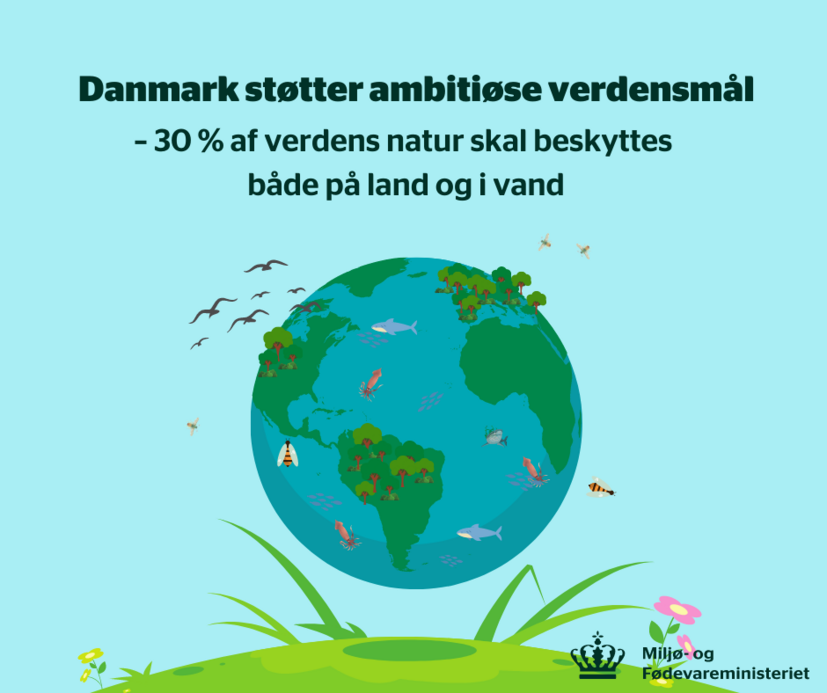 Danmark støtter ambitiøse verdensmål
– 30 % af verdens natur skal beskyttes
både på land og i vand
Miljø- og
Fødevareministeriet